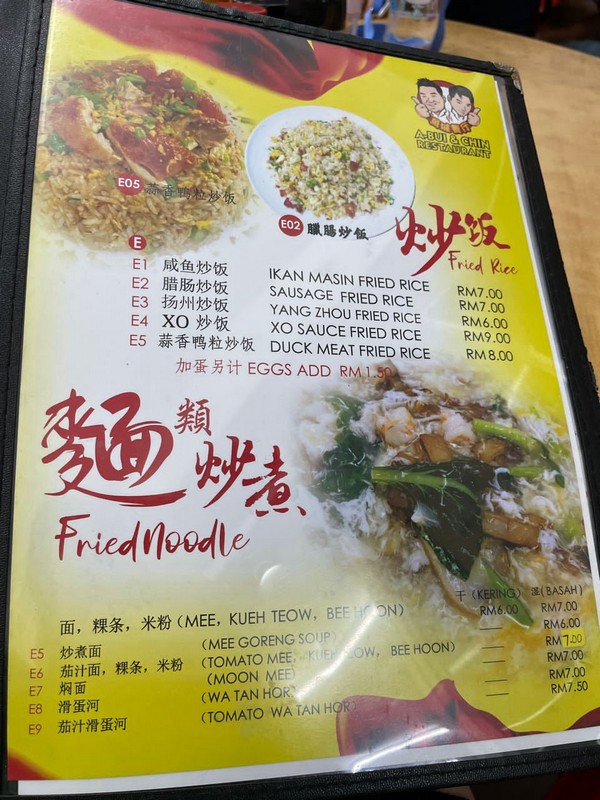 A-BUI & CHIN
RESTAURANT
E05 蒜香鸭粒炒饭
E02 臘腸炒飯
炒饭
Fried Rice
E
E1 咸鱼炒饭 IKAN MASIN FRIED RICE RM7.00
E2 腊肠炒饭 SAUSAGE FRIED RICE RM7.00
E3 扬州炒饭 YANG ZHOU FRIED RICE RM6.00
E4 XO 炒饭 XO SAUCE FRIED RICE RM9.00
E5 蒜香鸭粒炒饭 DUCK MEAT FRIED RICE RM8.00
加蛋另计 EGGS ADD RM1.50
麵類
炒煮
Fried Noodle
干 (KERING) 湿 (BASAH)
面，粿条，米粉 (MEE, KUEH TEOW, BEE HOON) RM6.00 RM7.00
E5 炒煮面 (MEE GORENG SOUP) — RM6.00
E6 茄汁面，粿条，米粉 (TOMATO MEE, KUEH TEOW, BEE HOON) — RM7.00
E7 焖面 (MOON MEE) — RM7.00
E8 滑蛋河 (WA TAN HOR) — RM7.00
E9 茄汁滑蛋河 (TOMATO WA TAN HOR) — RM7.50